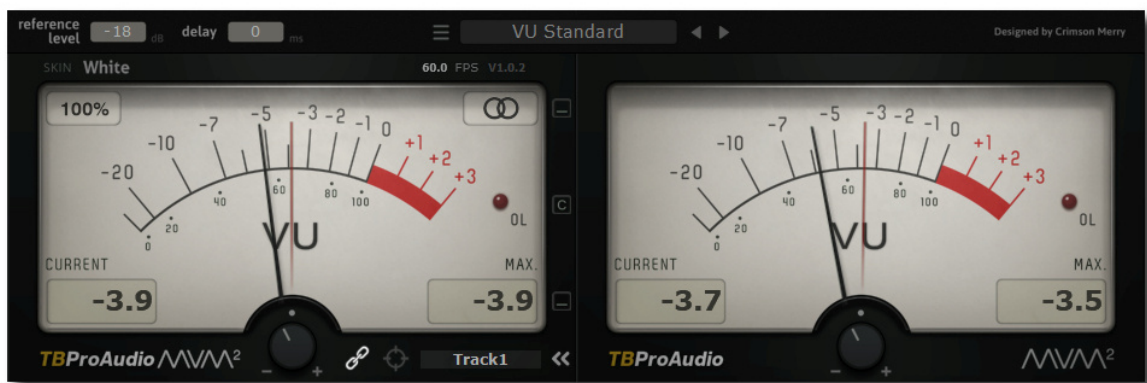 reference level -18 dB delay 0 ms ☰ VU Standard ◀ ▶ Designed by Crimson Merry
SKIN White 60.0 FPS V1.0.2
100%
-20 -10 -7 -5 -3 -2 -1 0 +1 +2 +3
0 20 40 60 80 100
VU
OL
C
CURRENT MAX.
-3.9 -3.9
TBProAudio MVM2 Track1 «
- +
-20 -10 -7 -5 -3 -2 -1 0 +1 +2 +3
0 20 40 60 80 100
VU
OL
CURRENT MAX.
-3.7 -3.5
TBProAudio MVM2
- +